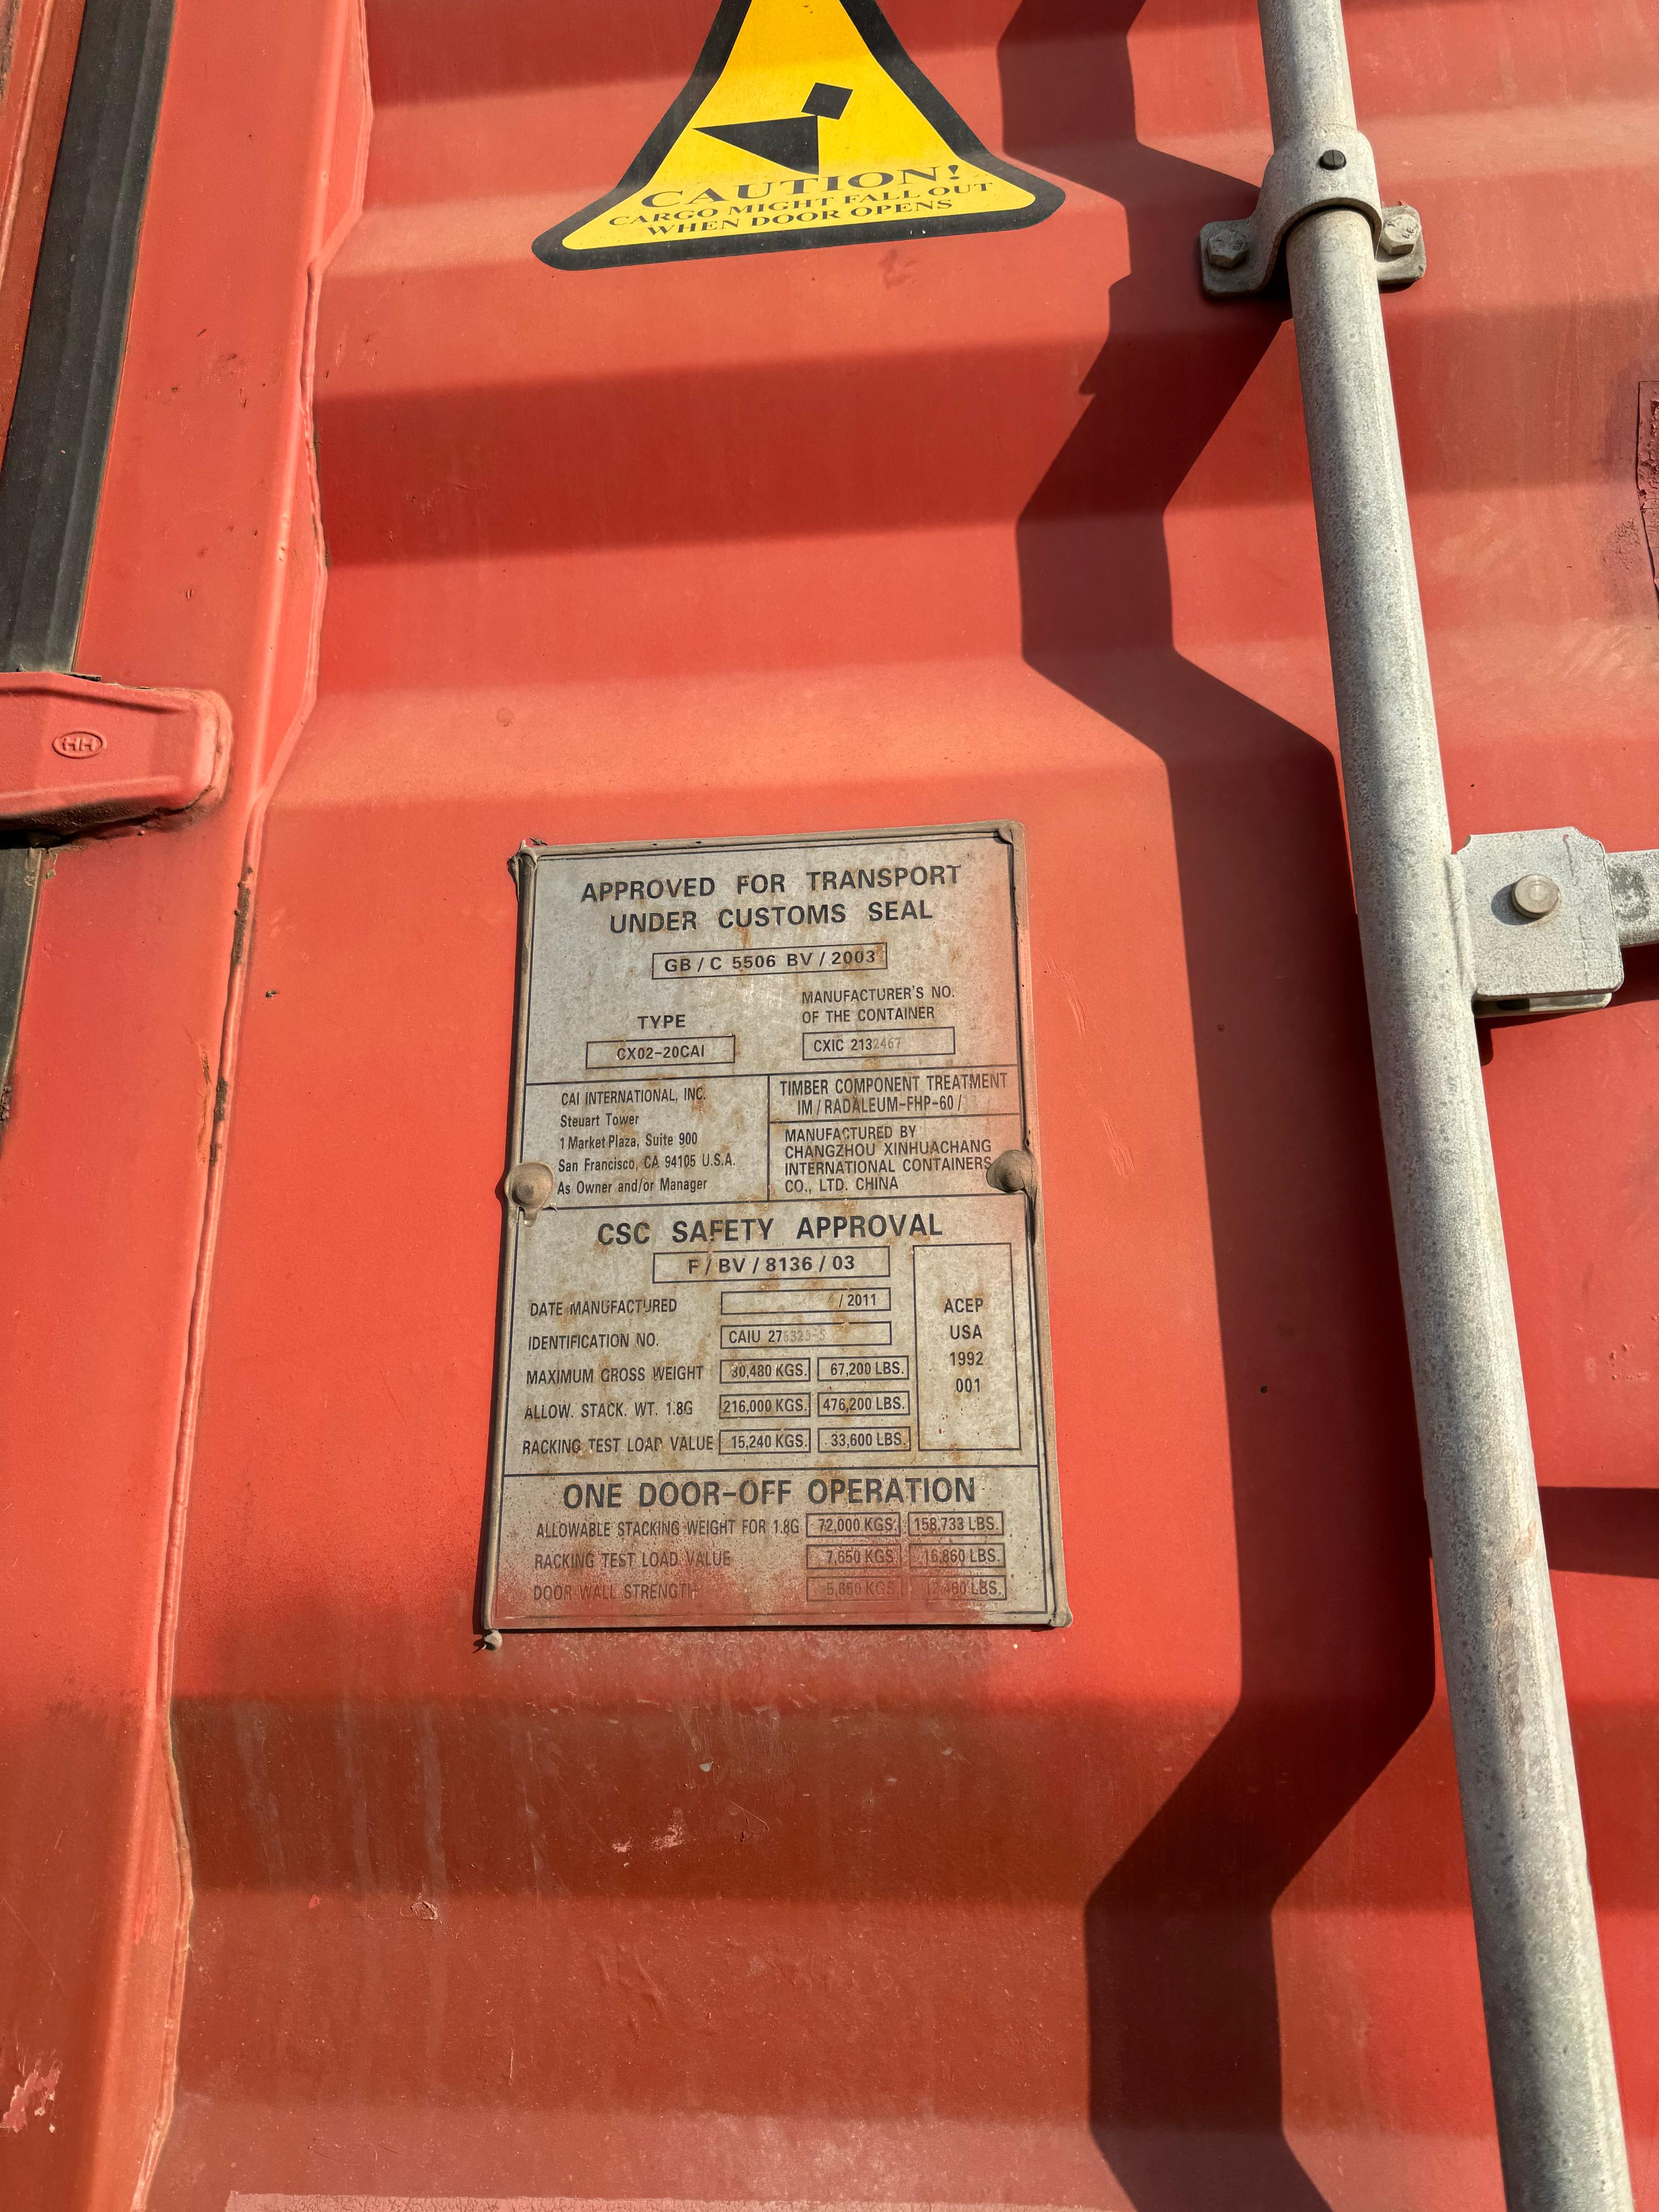 CAUTION!
CARGO MIGHT FALL OUT
WHEN DOOR OPENS
HH
APPROVED FOR TRANSPORT
UNDER CUSTOMS SEAL
GB / C 5506 BV / 2003
TYPE
CX02-20CAI
MANUFACTURER'S NO.
OF THE CONTAINER
CXIC 2132467
CAI INTERNATIONAL, INC.
Steuart Tower
1 Market Plaza, Suite 900
San Francisco, CA 94105 U.S.A.
As Owner and/or Manager
TIMBER COMPONENT TREATMENT
IM / RADALEUM-FHP-60 /
MANUFACTURED BY
CHANGZHOU XINHUACHANG
INTERNATIONAL CONTAINERS
CO., LTD. CHINA
CSC SAFETY APPROVAL
F / BV / 8136 / 03
DATE MANUFACTURED / 2011
IDENTIFICATION NO. CAIU
MAXIMUM GROSS WEIGHT 30,480 KGS. 67,200 LBS.
ALLOW. STACK. WT. 1.8G 216,000 KGS. 476,200 LBS.
RACKING TEST LOAD VALUE 15,240 KGS. 33,600 LBS.
ACEP
USA
1992
001
ONE DOOR-OFF OPERATION
ALLOWABLE STACKING WEIGHT FOR 1.8G 72,000 KGS. 158,733 LBS.
RACKING TEST LOAD VALUE 7,650 KGS. 16,860 LBS.
DOOR WALL STRENGTH 5,650 KGS. LBS.